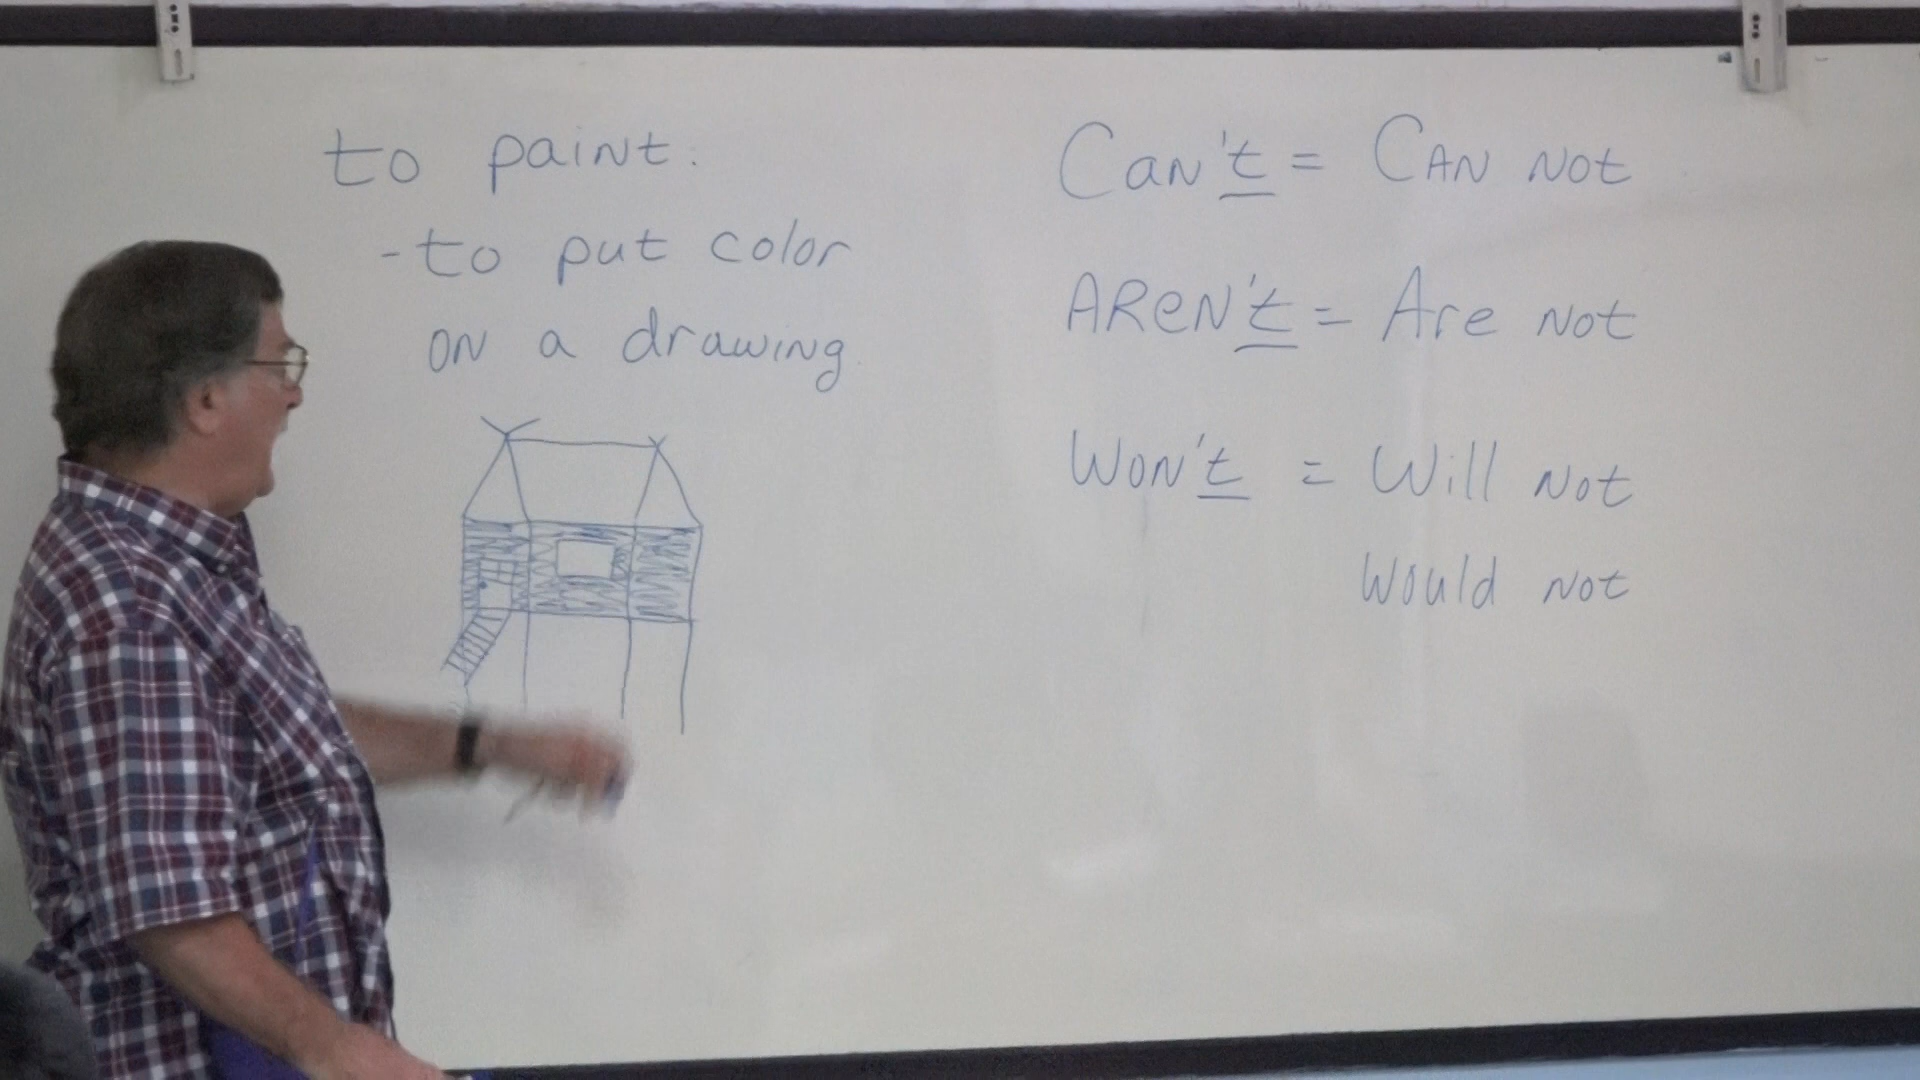 to paint:
-to put color
on a drawing.
Can't = CAN Not
AREN't = Are Not
Won't = Will Not
Would Not